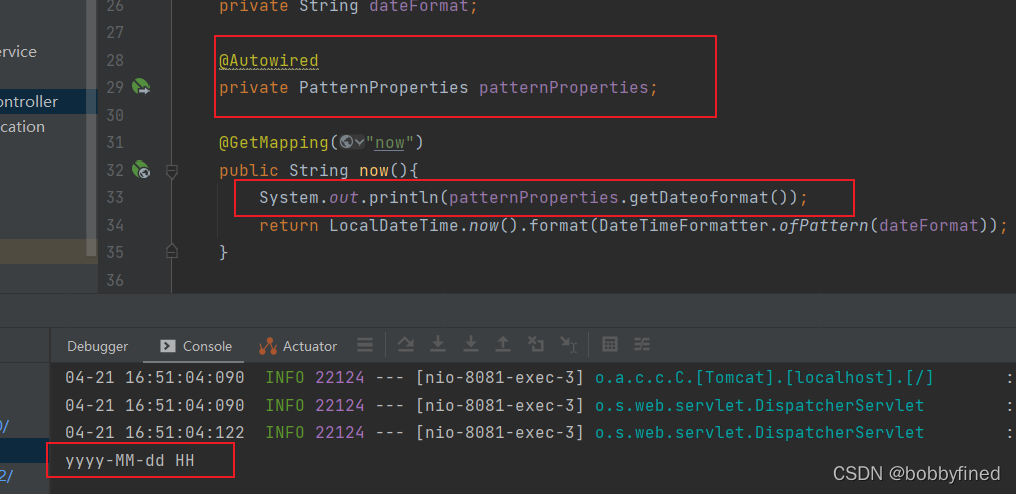 26 private String dateFormat;
27
ervice
28 @Autowired
29 private PatternProperties patternProperties;
ontroller
30
cation
31 @GetMapping("now")
32 public String now(){
33 System.out.println(patternProperties.getDateoformat());
34 return LocalDateTime.now().format(DateTimeFormatter.ofPattern(dateFormat));
35 }
36
Debugger Console Actuator
04-21 16:51:04:090 INFO 22124 --- [nio-8081-exec-3] o.a.c.c.C.[Tomcat].[localhost].[/] :
04-21 16:51:04:090 INFO 22124 --- [nio-8081-exec-3] o.s.web.servlet.DispatcherServlet :
0/
04-21 16:51:04:122 INFO 22124 --- [nio-8081-exec-3] o.s.web.servlet.DispatcherServlet :
yyyy-MM-dd HH
2/
CSDN @bobbyfined